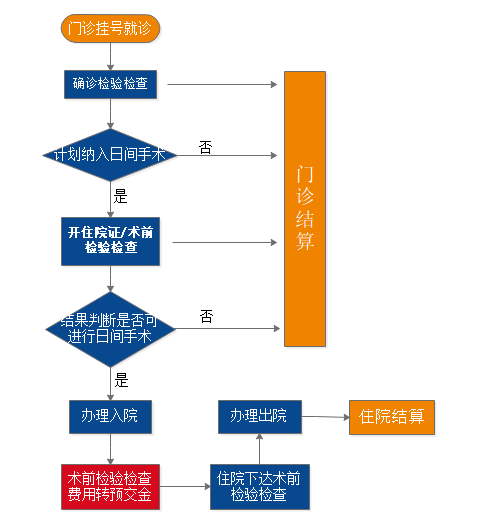 门诊挂号就诊
确诊检验检查
计划纳入日间手术
否
是
开住院证/术前
检验检查
门诊结算
结果判断是否可
进行日间手术
否
是
办理入院
办理出院
住院结算
术前检验检查
费用转预交金
住院下达术前
检验检查